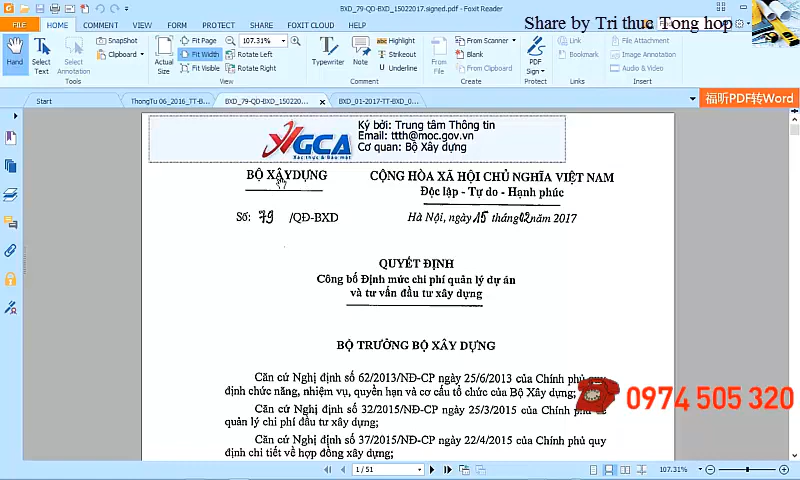 BXD_79-QD-BXD_15022017.signed.pdf - Foxit Reader
Share by Tri thuc Tong hop
FILE HOME COMMENT VIEW FORM PROTECT SHARE FOXIT CLOUD HELP
Hand
Select Text
SnapShot
Clipboard
Select Annotation
Actual Size
Fit Page
Fit Width
Fit Visible
107.31%
Rotate Left
Rotate Right
Typewriter
Note
Highlight
Strikeout
Underline
From File
From Scanner
Blank
From Clipboard
PDF Sign
Link
Bookmark
File Attachment
Image Annotation
Audio & Video
Tools View Comment Create Protect Links Insert
Start ThongTu 06_2016_TT-B... BXD_79-QD-BXD_150220... BXD_01-2017-TT-BXD_0...
福昕PDF转Word
VGCA
Xác thực & Bảo mật
Ký bởi: Trung tâm Thông tin
Email: ttth@moc.gov.vn
Cơ quan: Bộ Xây dựng
BỘ XÂY DỰNG
CỘNG HÒA XÃ HỘI CHỦ NGHĨA VIỆT NAM
Độc lập - Tự do - Hạnh phúc
Số: 79 /QĐ-BXD
Hà Nội, ngày 15 tháng 02 năm 2017
QUYẾT ĐỊNH
Công bố Định mức chi phí quản lý dự án
và tư vấn đầu tư xây dựng
BỘ TRƯỞNG BỘ XÂY DỰNG
Căn cứ Nghị định số 62/2013/NĐ-CP ngày 25/6/2013 của Chính phủ quy
định chức năng, nhiệm vụ, quyền hạn và cơ cấu tổ chức của Bộ Xây dựng;
Căn cứ Nghị định số 32/2015/NĐ-CP ngày 25/3/2015 của Chính phủ về
quản lý chi phí đầu tư xây dựng;
Căn cứ Nghị định số 37/2015/NĐ-CP ngày 22/4/2015 của Chính phủ quy
định chi tiết về hợp đồng xây dựng;
0974 505 320
1 / 51
107.31%